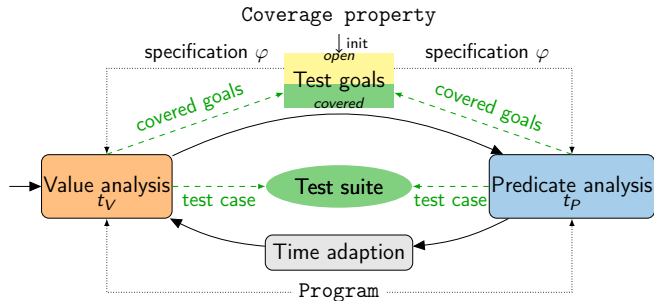 Coverage property
init
specification φ
open
specification φ
Test goals
covered
covered goals
covered goals
Value analysis
t_V
test case
Test suite
test case
Predicate analysis
t_P
Time adaption
Program